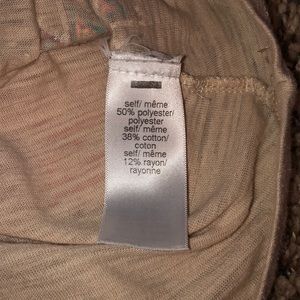 self/ même
50% polyester/
polyester
self/ même
38% cotton/
coton
self/ même
12% rayon/
rayonne